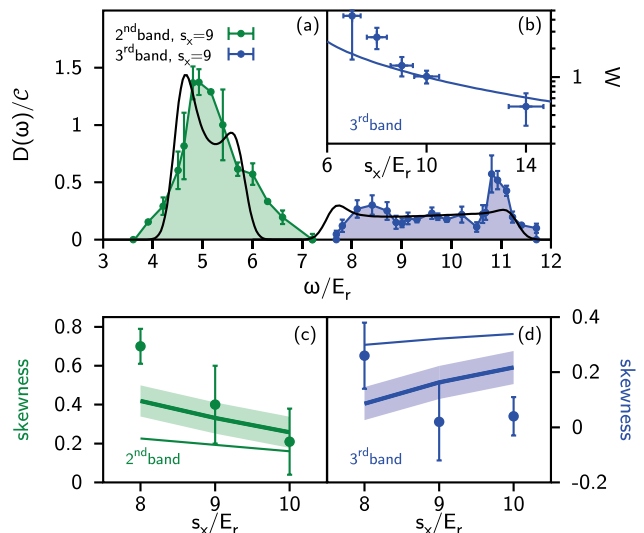 2nd band, sx=9
3rd band, sx=9
(a)
(b)
D(ω)/𝒞
1.5
1
0.5
0
3 4 5 6 7 8 9 10 11 12
ω/Er
3rd band
6 10 14
sx/Er
1
W
(c)
(d)
skewness
0.8
0.6
0.4
0.2
0
2nd band
8 9 10
sx/Er
3rd band
8 9 10
sx/Er
0.4
0.2
0
-0.2
skewness